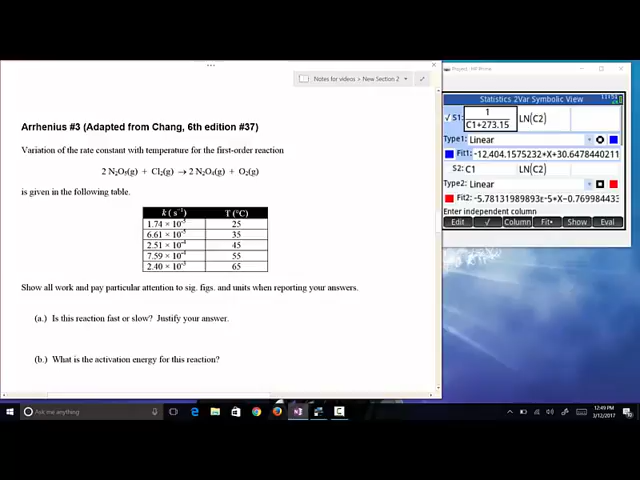 Notes for videos > New Section 2
Arrhenius #3 (Adapted from Chang, 6th edition #37)
Variation of the rate constant with temperature for the first-order reaction
2 N₂O₅(g) + Cl₂(g) → 2 N₂O₄(g) + O₂(g)
is given in the following table.
k (s⁻¹) T (°C)
1.74 × 10⁻⁵ 25
6.61 × 10⁻⁵ 35
2.51 × 10⁻⁴ 45
7.59 × 10⁻⁴ 55
2.40 × 10⁻³ 65
Show all work and pay particular attention to sig. figs. and units when reporting your answers.
(a.) Is this reaction fast or slow? Justify your answer.
(b.) What is the activation energy for this reaction?
Statistics 2Var Symbolic View
S1: 1/(C1+273.15) LN(C2)
Type1: Linear
Fit1: -12,404.1575232*X+30.6478440211
S2: C1 LN(C2)
Type2: Linear
Fit2: -5.78131989893ᴇ-5*X-0.769984433
Enter independent column
Edit √ Column Fit• Show Eval
Ask me anything
12:49 PM
3/12/2017